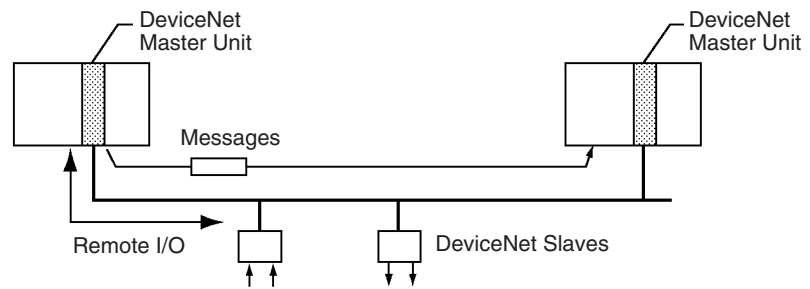 DeviceNet
Master Unit
DeviceNet
Master Unit
Messages
Remote I/O
DeviceNet Slaves